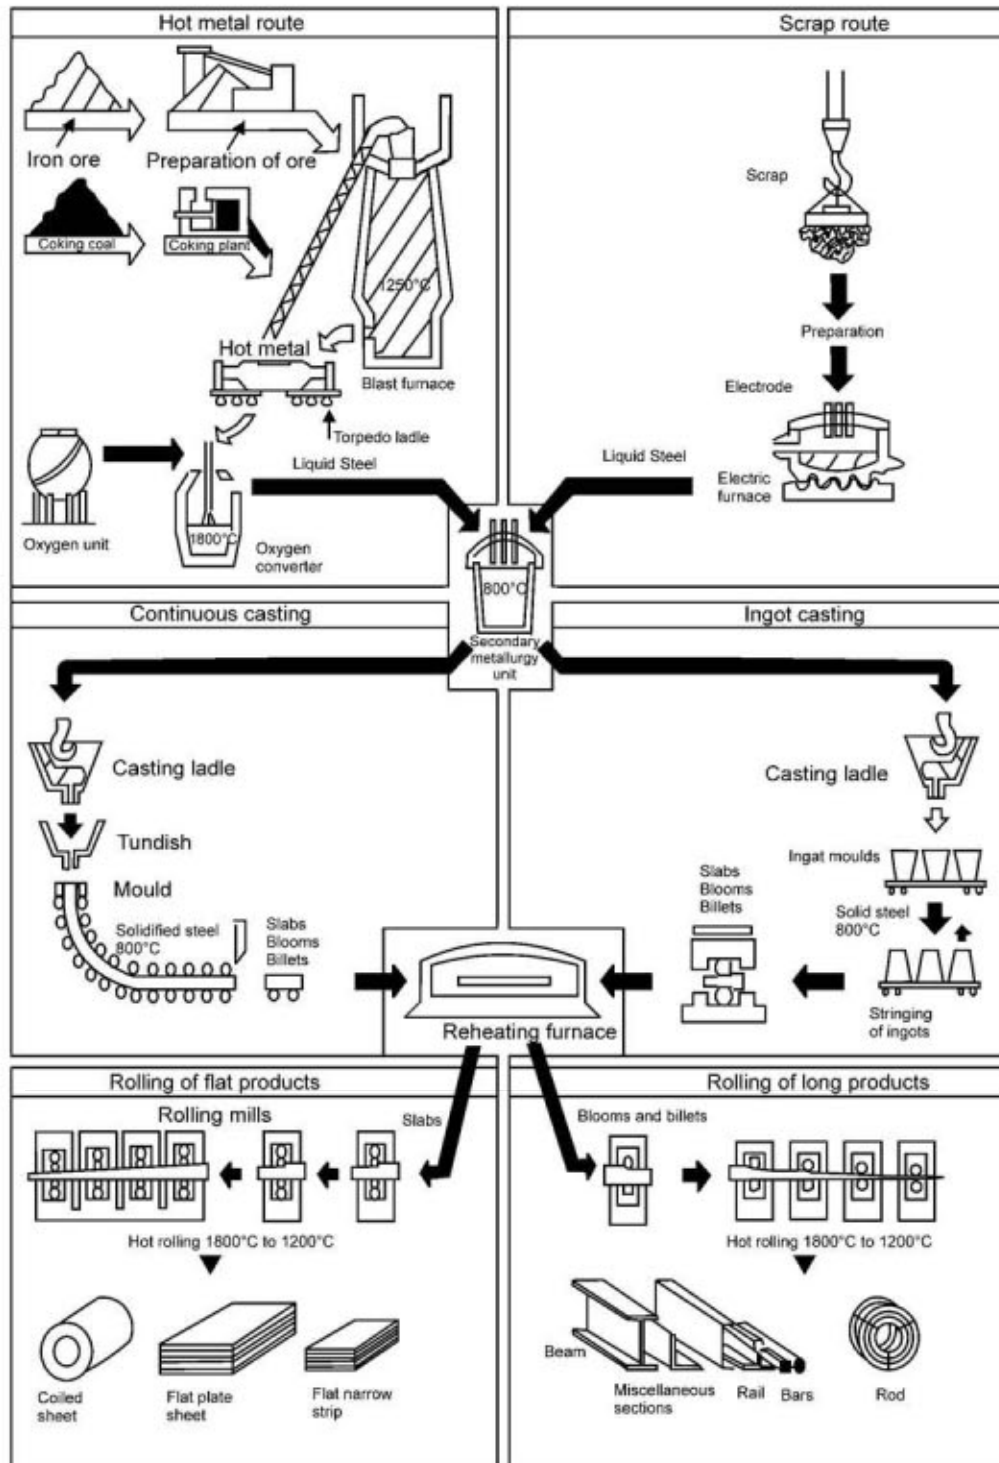 Hot metal route
Iron ore
Preparation of ore
Coking coal
Coking plant
1250°C
Hot metal
Blast furnace
Torpedo ladle
Liquid Steel
Oxygen unit
1800°C
Oxygen
converter
Scrap route
Scrap
Preparation
Electrode
Liquid Steel
Electric
furnace
800°C
Secondary
metallurgy
unit
Continuous casting
Casting ladle
Tundish
Mould
Solidified steel
800°C
Slabs
Blooms
Billets
Ingot casting
Casting ladle
Ingat moulds
Solid steel
800°C
Stringing
of ingots
Slabs
Blooms
Billets
Reheating furnace
Rolling of flat products
Rolling mills
Slabs
Hot rolling 1800°C to 1200°C
Coiled
sheet
Flat plate
sheet
Flat narrow
strip
Rolling of long products
Blooms and billets
Hot rolling 1800°C to 1200°C
Beam
Miscellaneous
sections
Rail
Bars
Rod